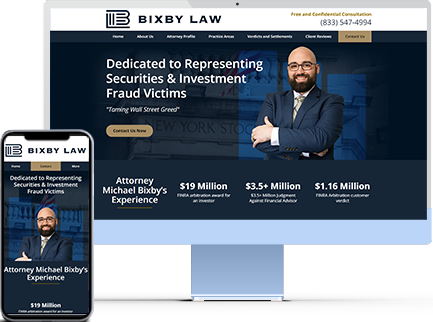 BIXBY LAW
Free and Confidential Consultation
(833) 547-4994
Home About Us Attorney Profile Practice Areas Verdicts and Settlements Client Reviews Contact Us
Dedicated to Representing
Securities & Investment
Fraud Victims
"Taming Wall Street Greed"
Contact Us Now
NEW YORK STOC
Attorney
Michael Bixby's
Experience
$19 Million
FINRA arbitration award for
an investor
$3.5+ Million
$3.5+ Million Judgment
Against Financial Advisor
$1.16 Million
FINRA Arbitration customer
verdict
BIXBY LAW
Home Contact More
Dedicated to Representing
Securities & Investment
Fraud Victims
Attorney Michael Bixby's
Experience
$19 Million
FINRA arbitration award for an investor